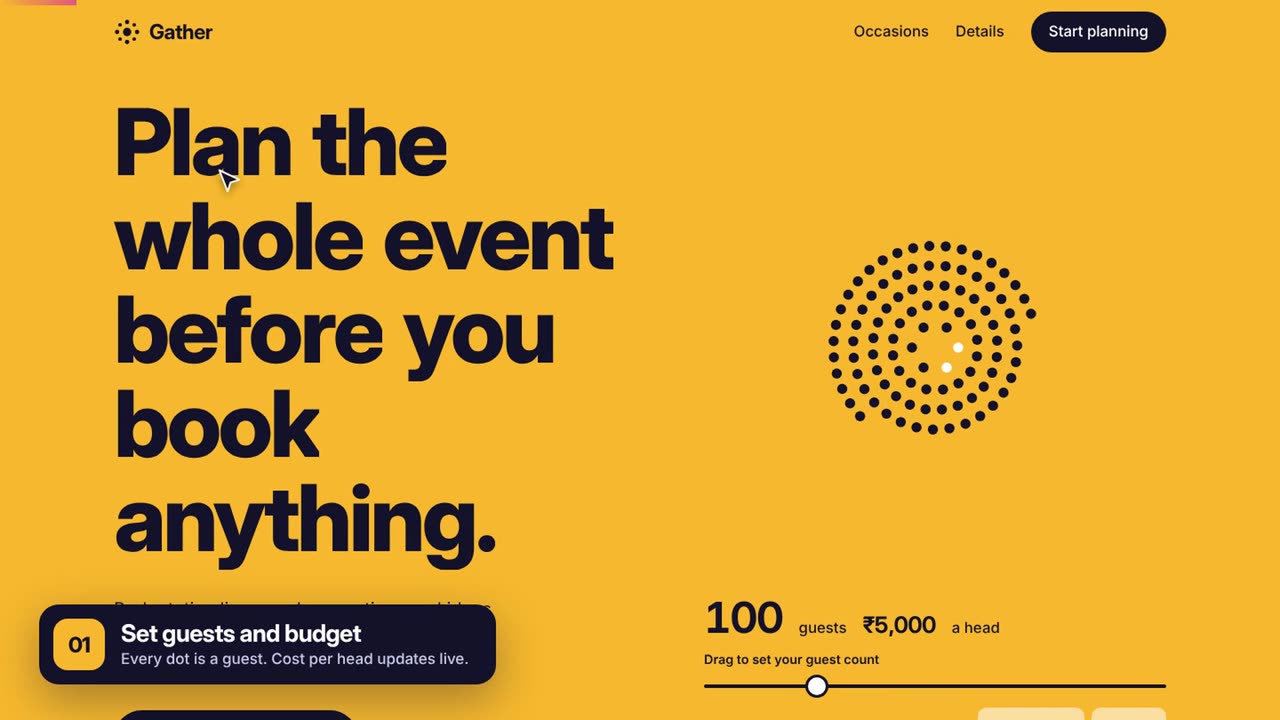 Gather
Occasions
Details
Start planning
Plan the
whole event
before you
book
anything.
01
Set guests and budget
Every dot is a guest. Cost per head updates live.
100 guests ₹5,000 a head
Drag to set your guest count